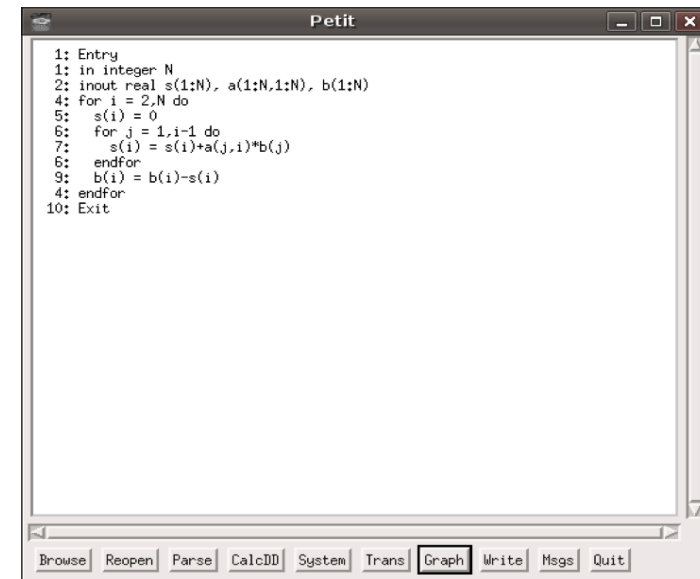 Petit
1: Entry
1: in integer N
2: inout real s(1:N), a(1:N,1:N), b(1:N)
4: for i = 2,N do
5: s(i) = 0
6: for j = 1,i-1 do
7: s(i) = s(i)+a(j,i)*b(j)
6: endfor
9: b(i) = b(i)-s(i)
4: endfor
10: Exit
Browse Reopen Parse CalcDD System Trans Graph Write Msgs Quit